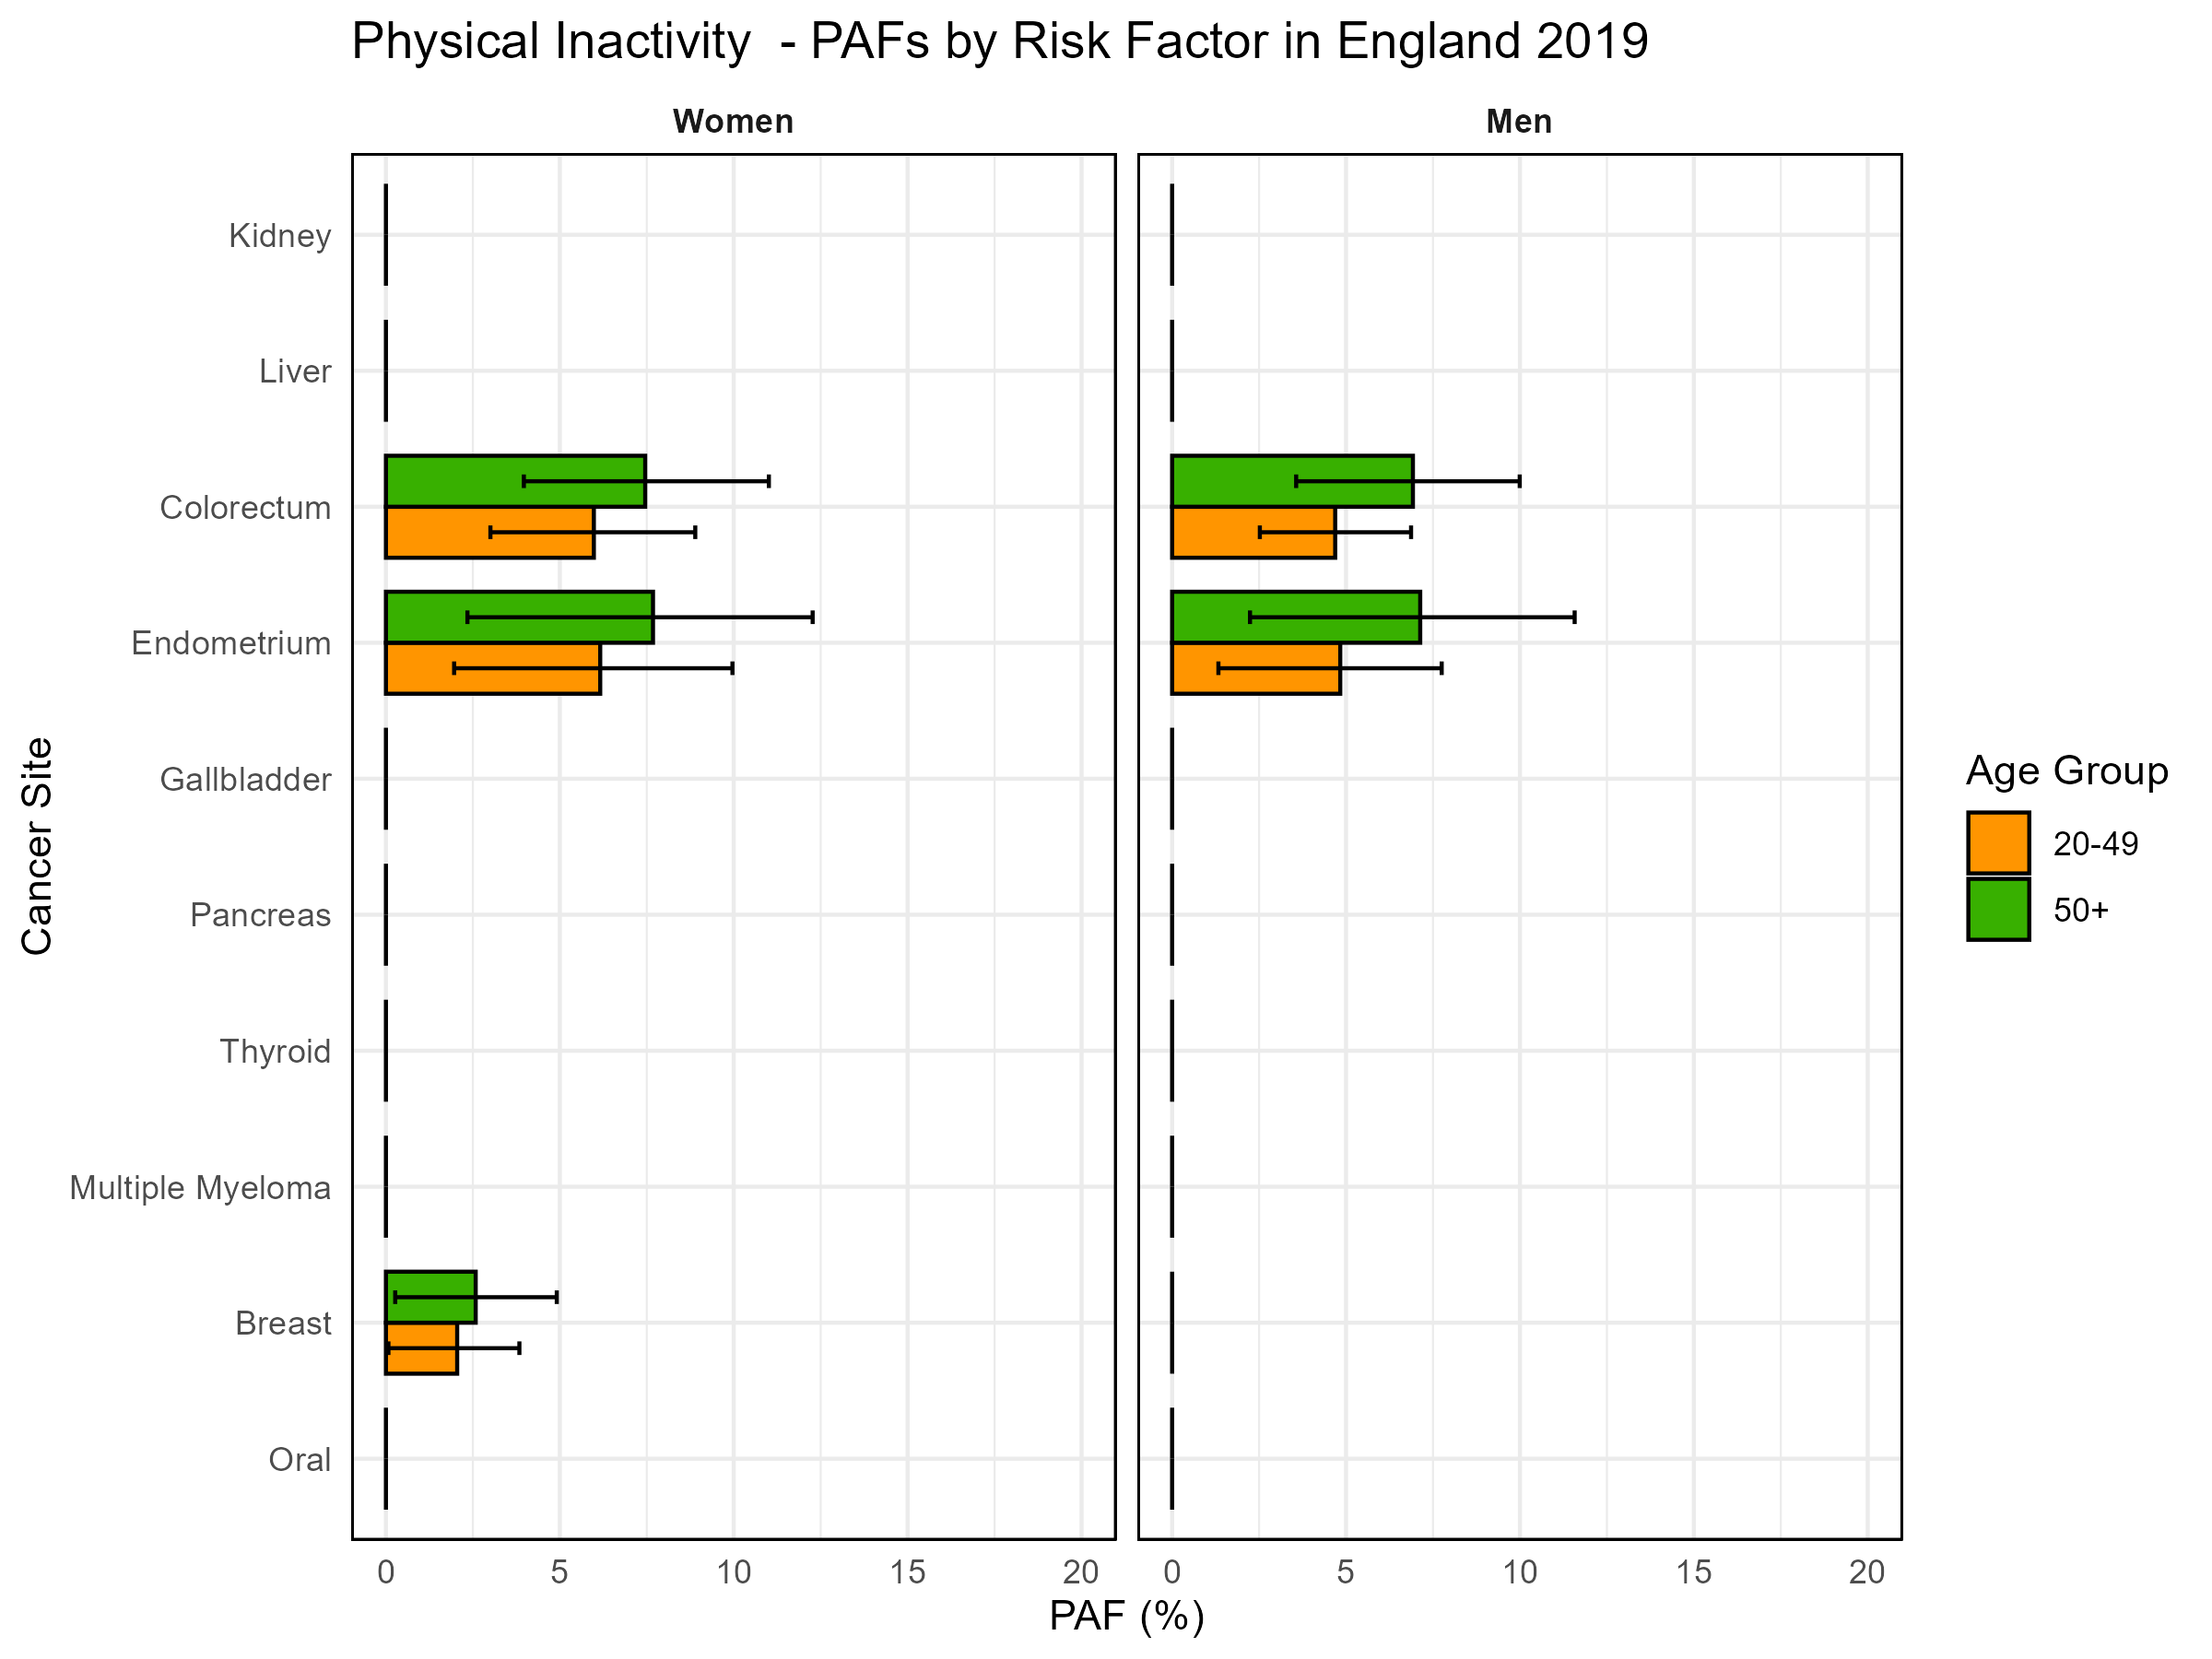 Physical Inactivity  - PAFs by Risk Factor in England 2019
Women
Men
Kidney
Liver
Colorectum
Endometrium
Gallbladder
Pancreas
Thyroid
Multiple Myeloma
Breast
Oral
Cancer Site
0 5 10 15 20
0 5 10 15 20
PAF (%)
Age Group
20-49
50+